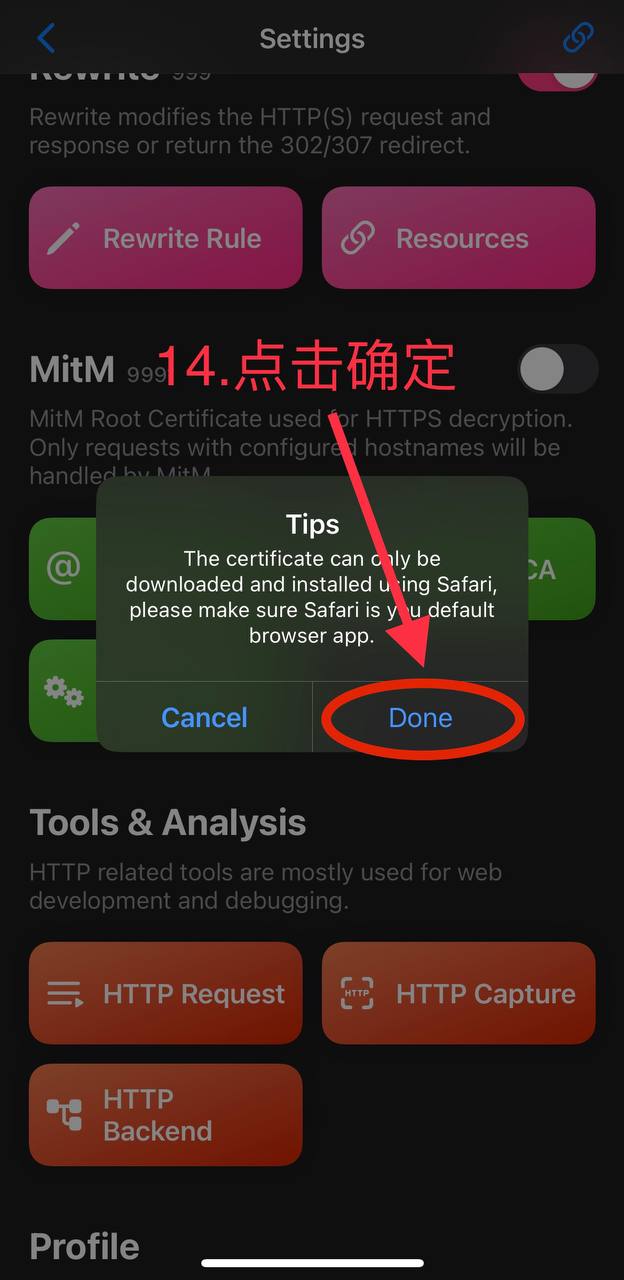 Settings
Rewrite 999
Rewrite modifies the HTTP(S) request and
response or return the 302/307 redirect.
Rewrite Rule
Resources
MitM 999
14.点击确定
MitM Root Certificate used for HTTPS decryption.
Only requests with configured hostnames will be
handled by MitM
@
CA
Tips
The certificate can only be
downloaded and installed using Safari,
please make sure Safari is you default
browser app.
Cancel
Done
Tools & Analysis
HTTP related tools are mostly used for web
development and debugging.
HTTP Request
HTTP
HTTP Capture
HTTP
Backend
Profile